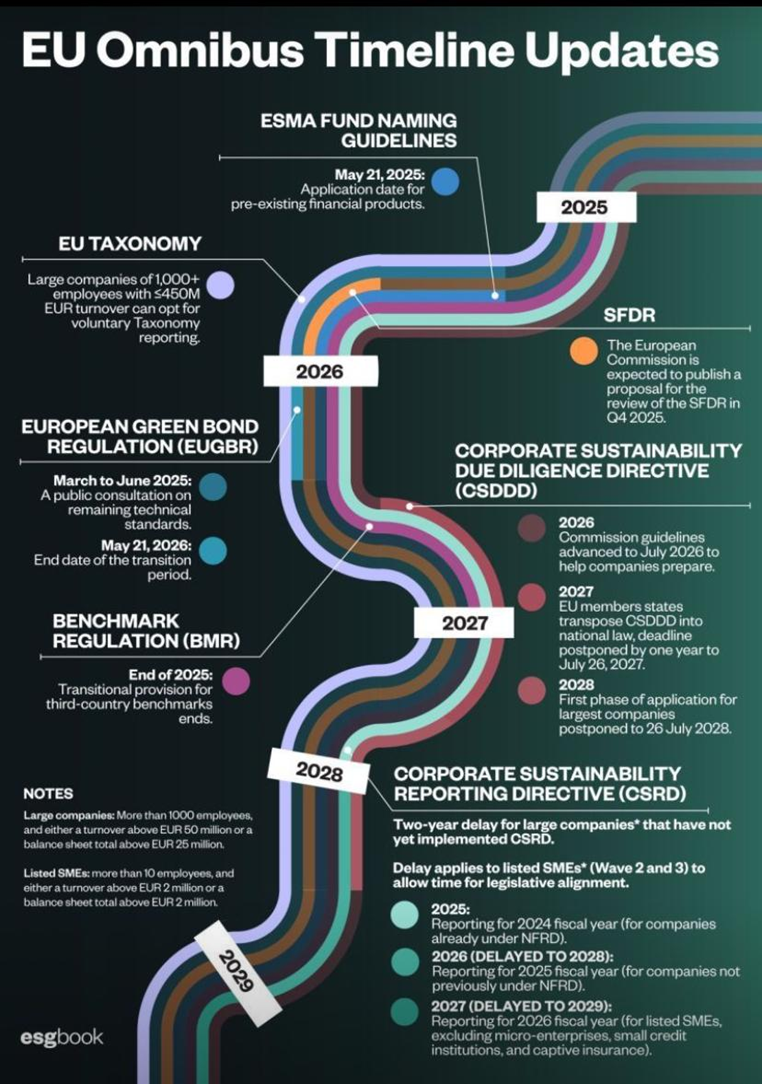 EU Omnibus Timeline Updates
ESMA FUND NAMING
GUIDELINES
May 21, 2025:
Application date for
pre-existing financial products.
2025
EU TAXONOMY
Large companies of 1,000+
employees with ≤450M
EUR turnover can opt for
voluntary Taxonomy
reporting.
SFDR
The European
Commission is
expected to publish a
proposal for the
review of the SFDR in
Q4 2025.
2026
EUROPEAN GREEN BOND
REGULATION (EUGBR)
March to June 2025:
A public consultation on
remaining technical
standards.
May 21, 2026:
End date of the transition
period.
CORPORATE SUSTAINABILITY
DUE DILIGENCE DIRECTIVE
(CSDDD)
2026
Commission guidelines
advanced to July 2026 to
help companies prepare.
2027
EU members states
transpose CSDDD into
national law, deadline
postponed by one year to
July 26, 2027.
2028
First phase of application for
largest companies
postponed to 26 July 2028.
2027
BENCHMARK
REGULATION (BMR)
End of 2025:
Transitional provision for
third-country benchmarks
ends.
2028
NOTES
Large companies: More than 1000 employees,
and either a turnover above EUR 50 million or a
balance sheet total above EUR 25 million.
Listed SMEs: more than 10 employees, and
either a turnover above EUR 2 million or a
balance sheet total above EUR 2 million.
CORPORATE SUSTAINABILITY
REPORTING DIRECTIVE (CSRD)
Two-year delay for large companies* that have not
yet implemented CSRD.
Delay applies to listed SMEs* (Wave 2 and 3) to
allow time for legislative alignment.
2025:
Reporting for 2024 fiscal year (for companies
already under NFRD).
2026 (DELAYED TO 2028):
Reporting for 2025 fiscal year (for companies not
previously under NFRD).
2027 (DELAYED TO 2029):
Reporting for 2026 fiscal year (for listed SMEs,
excluding micro-enterprises, small credit
institutions, and captive insurance).
2029
esgbook